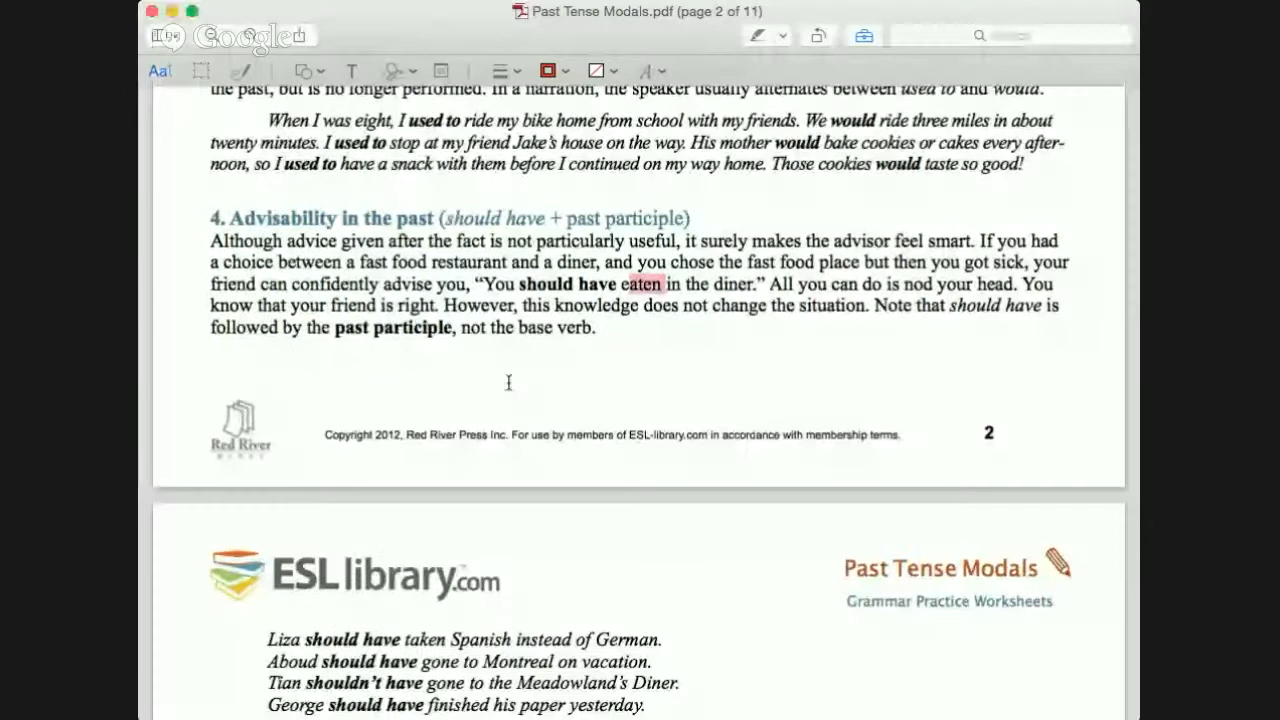 Past Tense Modals.pdf (page 2 of 11)
Google
Aa
T
A
the past, but is no longer performed. In a narration, the speaker usually alternates between used to and would.
When I was eight, I used to ride my bike home from school with my friends. We would ride three miles in about
twenty minutes. I used to stop at my friend Jake's house on the way. His mother would bake cookies or cakes every after-
noon, so I used to have a snack with them before I continued on my way home. Those cookies would taste so good!
4. Advisability in the past (should have + past participle)
Although advice given after the fact is not particularly useful, it surely makes the advisor feel smart. If you had
a choice between a fast food restaurant and a diner, and you chose the fast food place but then you got sick, your
friend can confidently advise you, “You should have eaten in the diner.” All you can do is nod your head. You
know that your friend is right. However, this knowledge does not change the situation. Note that should have is
followed by the past participle, not the base verb.
Red River
Copyright 2012, Red River Press Inc. For use by members of ESL-library.com in accordance with membership terms.
2
ESL library.com
Past Tense Modals
Grammar Practice Worksheets
Liza should have taken Spanish instead of German.
Aboud should have gone to Montreal on vacation.
Tian shouldn't have gone to the Meadowland's Diner.
George should have finished his paper yesterday.